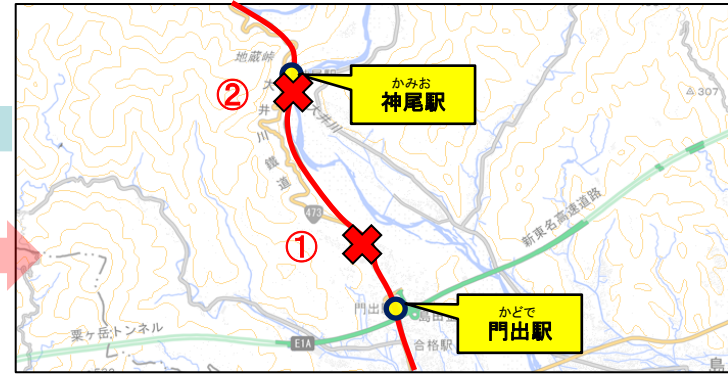 地蔵峠
かみお
神尾駅
②
大井川鐵道
大井川
307
473
新東名高速道路
①
門出駅
かどで
門出駅
粟ヶ岳トンネル
E1A
合格駅
島